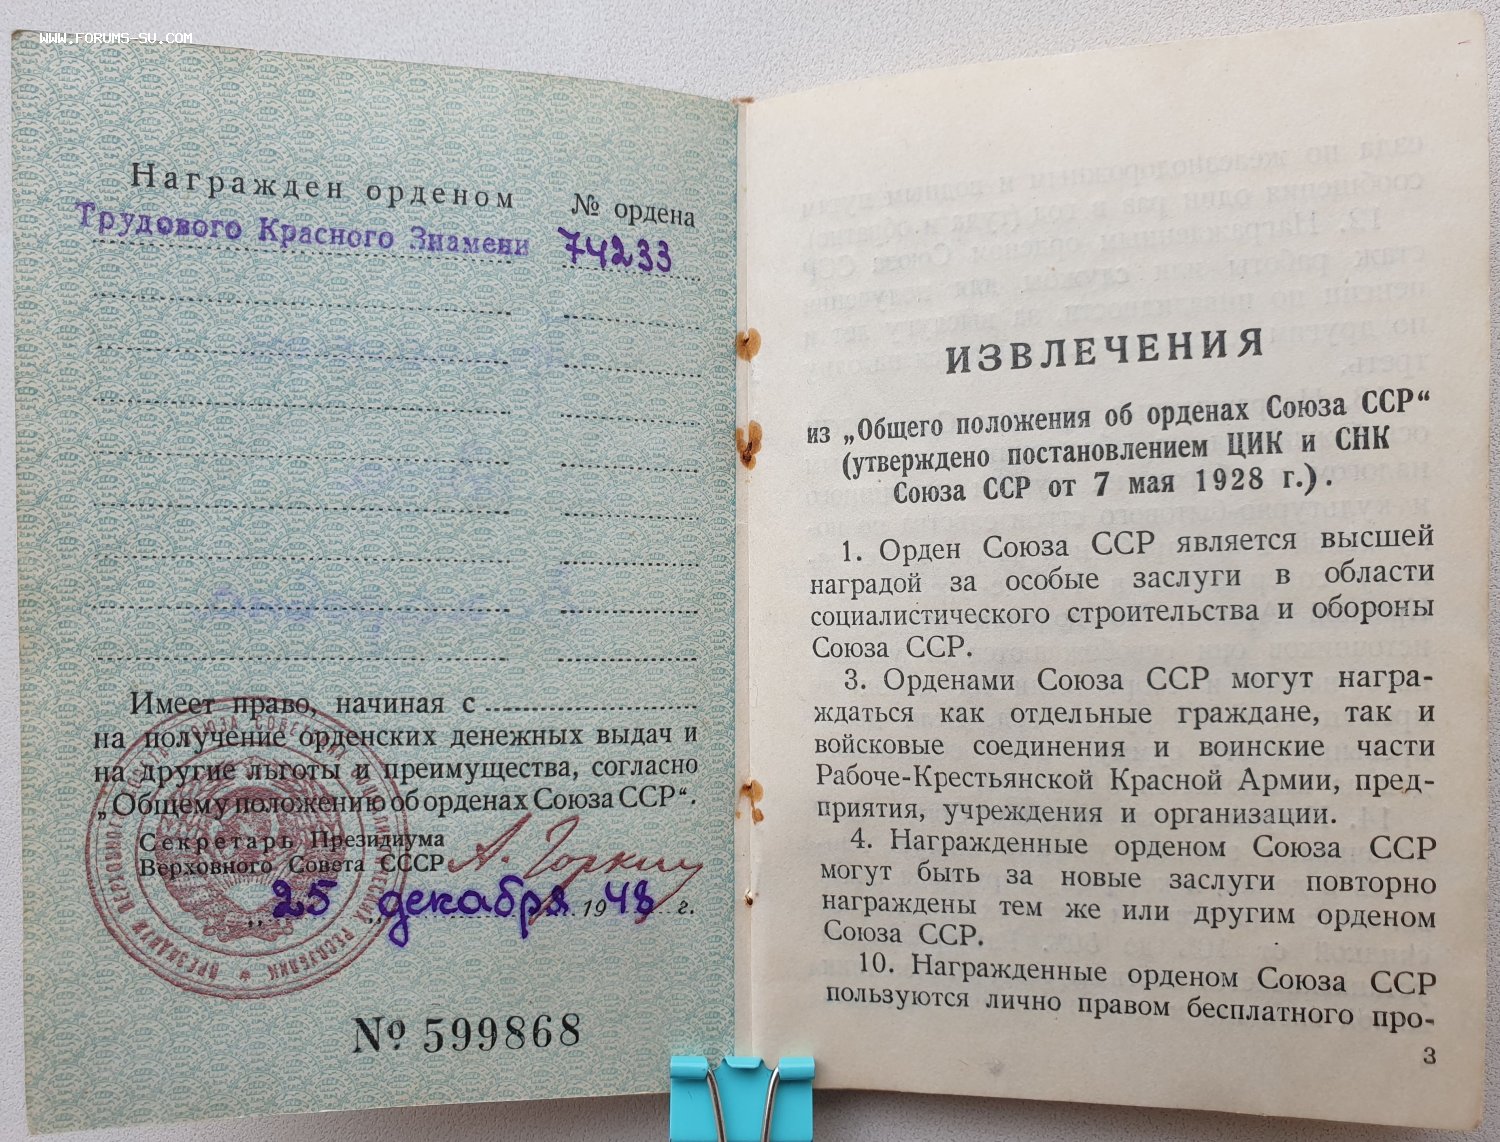 WWW.FORUMS-SU.COM
Награжден орденом № ордена
Трудового Красного Знамени 74233
Имеет право, начиная с
на получение орденских денежных выдач и
на другие льготы и преимущества, согласно
„Общему положению об орденах Союза ССР“.
Секретарь Президиума
Верховного Совета СССР А. Горкин
„25„ декабря 1948 г.
№ 599868
ИЗВЛЕЧЕНИЯ
из „Общего положения об орденах Союза ССР“
(утверждено постановлением ЦИК и СНК
Союза ССР от 7 мая 1928 г.).
1. Орден Союза ССР является высшей
наградой за особые заслуги в области
социалистического строительства и обороны
Союза ССР.
3. Орденами Союза ССР могут награ-
ждаться как отдельные граждане, так и
войсковые соединения и воинские части
Рабоче-Крестьянской Красной Армии, пред-
приятия, учреждения и организации.
4. Награжденные орденом Союза ССР
могут быть за новые заслуги повторно
награждены тем же или другим орденом
Союза ССР.
10. Награжденные орденом Союза ССР
пользуются лично правом бесплатного про-
3